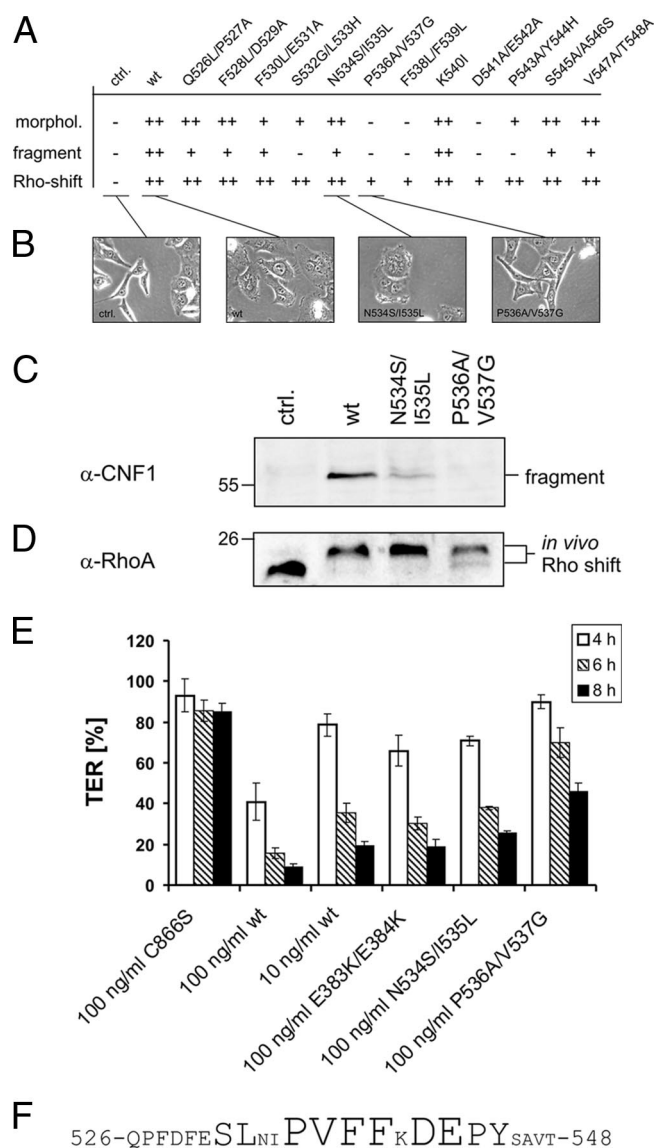 A
ctrl. wt Q526L/P527A F528L/D529A F530L/E531A S532G/L533H N534S/I535L P536A/V537G F538L/F539L K540I D541A/E542A P543A/Y544H S545A/A546S V547A/T548A
morphol. - ++ ++ ++ + + ++ - - ++ - + ++ ++
fragment - ++ + + + - + - - ++ - - + +
Rho-shift - ++ ++ ++ ++ ++ ++ + + ++ + ++ ++ ++
B
ctrl. wt N534S/I535L P536A/V537G
C
ctrl. wt N534S/ I535L P536A/ V537G
α-CNF1
55
fragment
D
α-RhoA
26
in vivo
Rho shift
E
TER [%]
120
100
80
60
40
20
0
4 h
6 h
8 h
100 ng/ml C866S
100 ng/ml wt
10 ng/ml wt
100 ng/ml E383K/E384K
100 ng/ml N534S/I535L
100 ng/ml P536A/V537G
F
526-QPFDFESLNIPVFFKDEPYSAVT-548